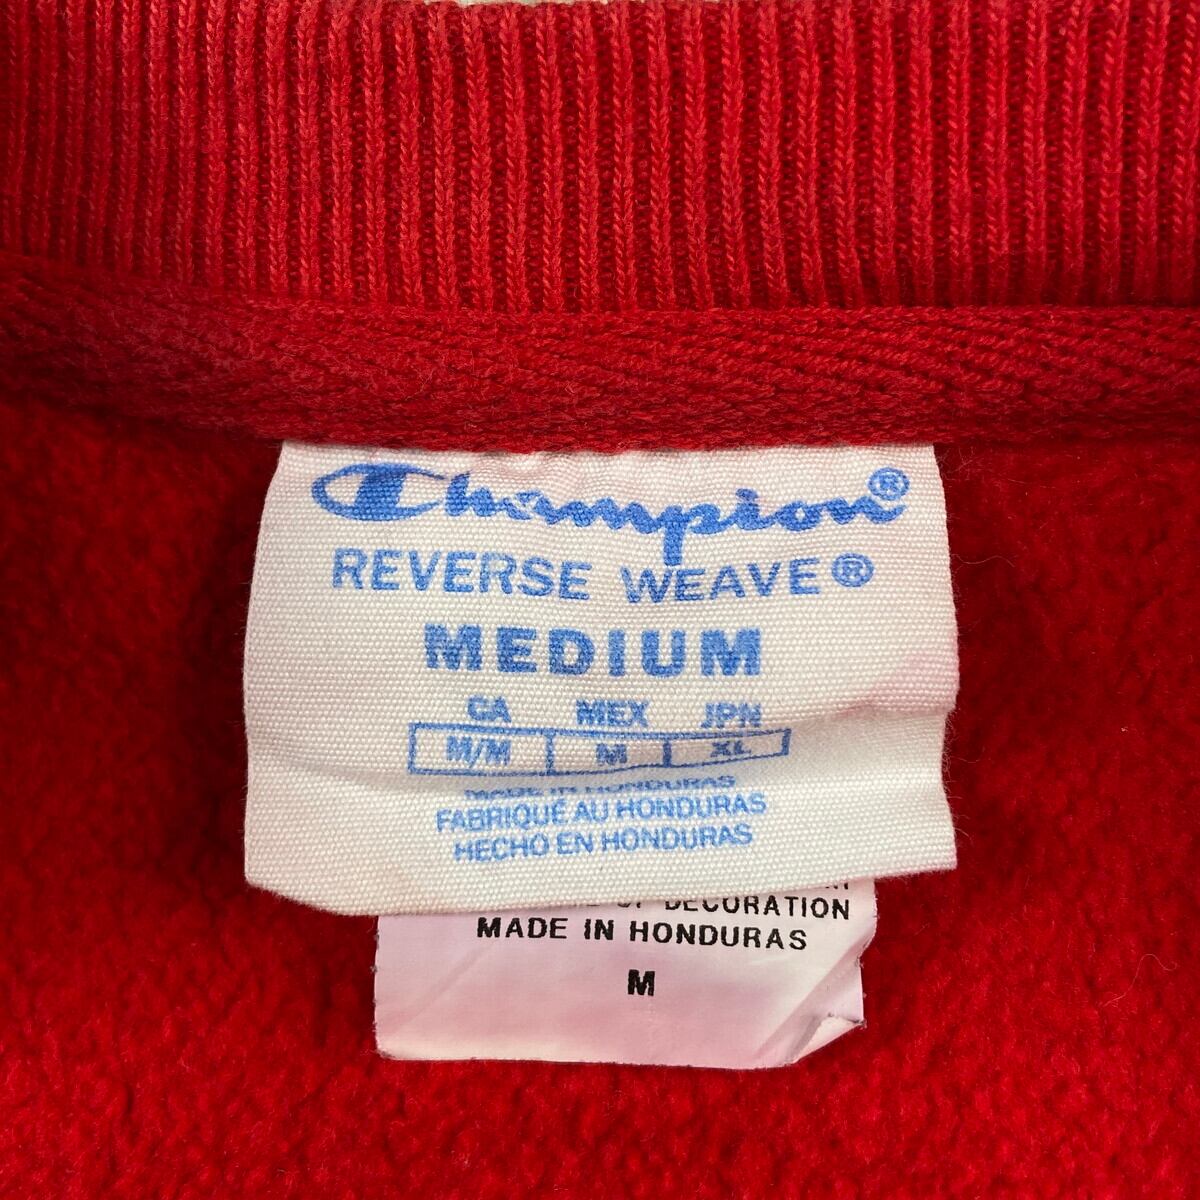 Champion®
REVERSE WEAVE®
MEDIUM
CA MEX JPN
M/M M XL
MADE IN HONDURAS
FABRIQUÉ AU HONDURAS
HECHO EN HONDURAS
DECORATION
MADE IN HONDURAS
M